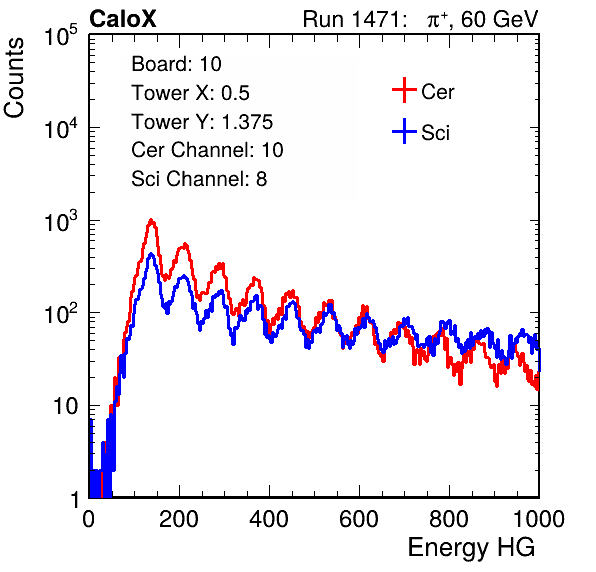 CaloX Run 1471: π⁺, 60 GeV
Board: 10
Tower X: 0.5
Tower Y: 1.375
Cer Channel: 10
Sci Channel: 8
Cer
Sci
Counts
10⁵
10⁴
10³
10²
10
1
0 200 400 600 800 1000
Energy HG